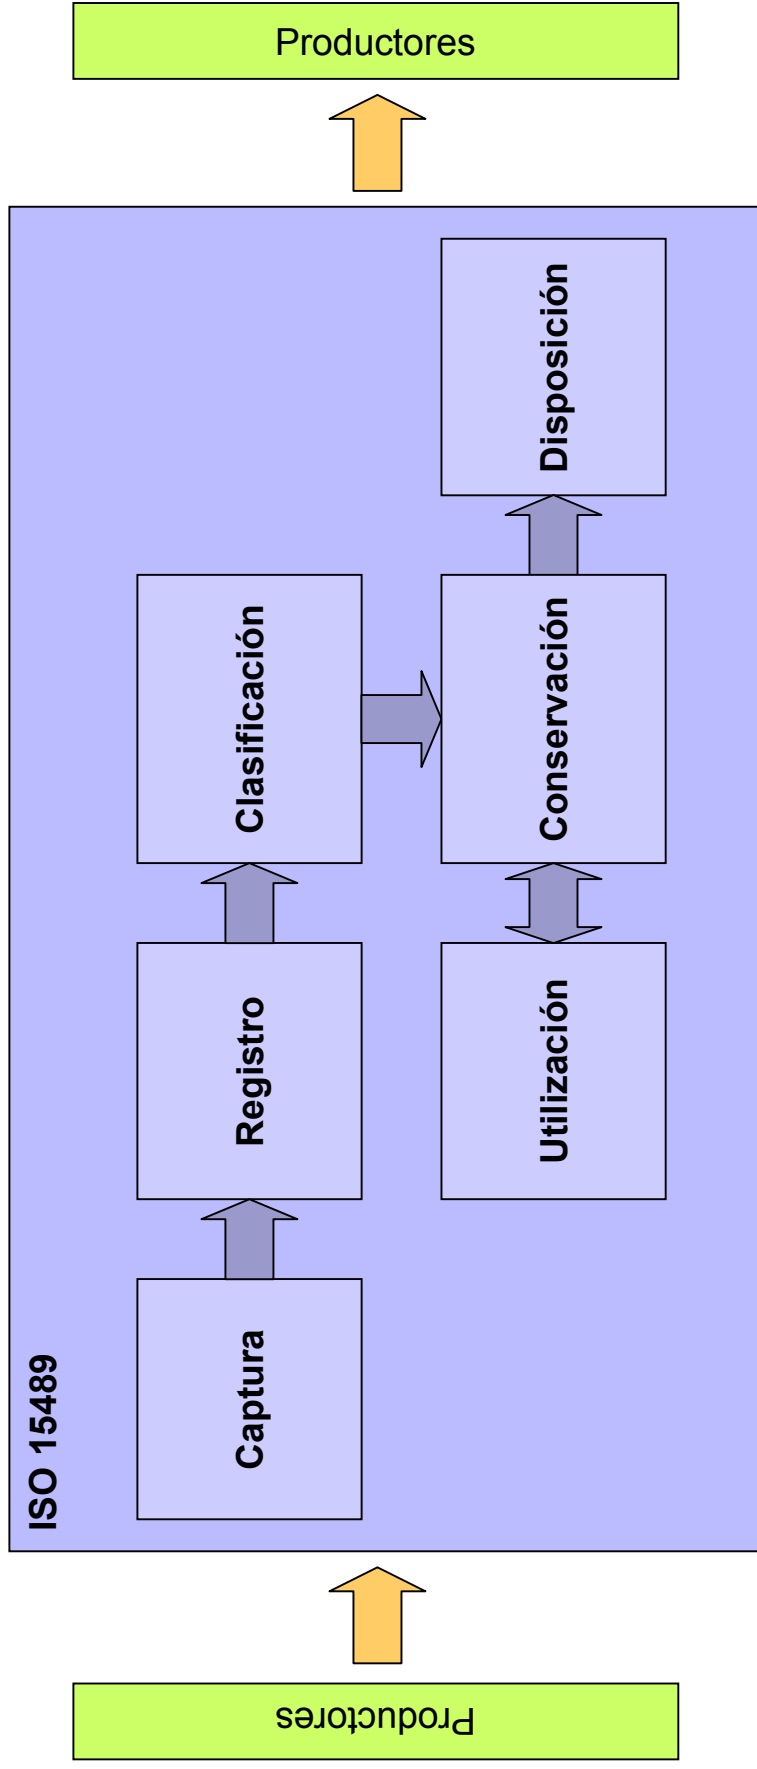 Productores
ISO 15489
Captura
Registro
Clasificación
Utilización
Conservación
Disposición
Productores